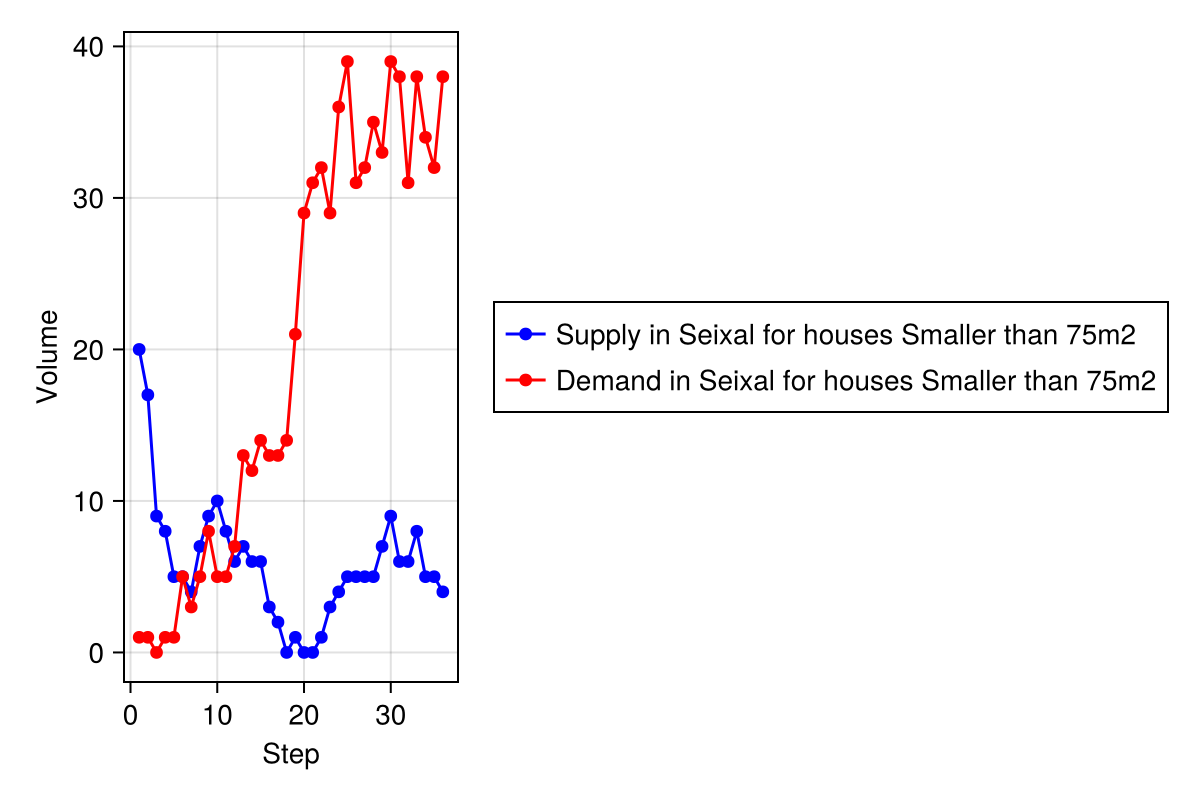 40
30
20
10
0
Volume
0 10 20 30
Step
Supply in Seixal for houses Smaller than 75m2
Demand in Seixal for houses Smaller than 75m2